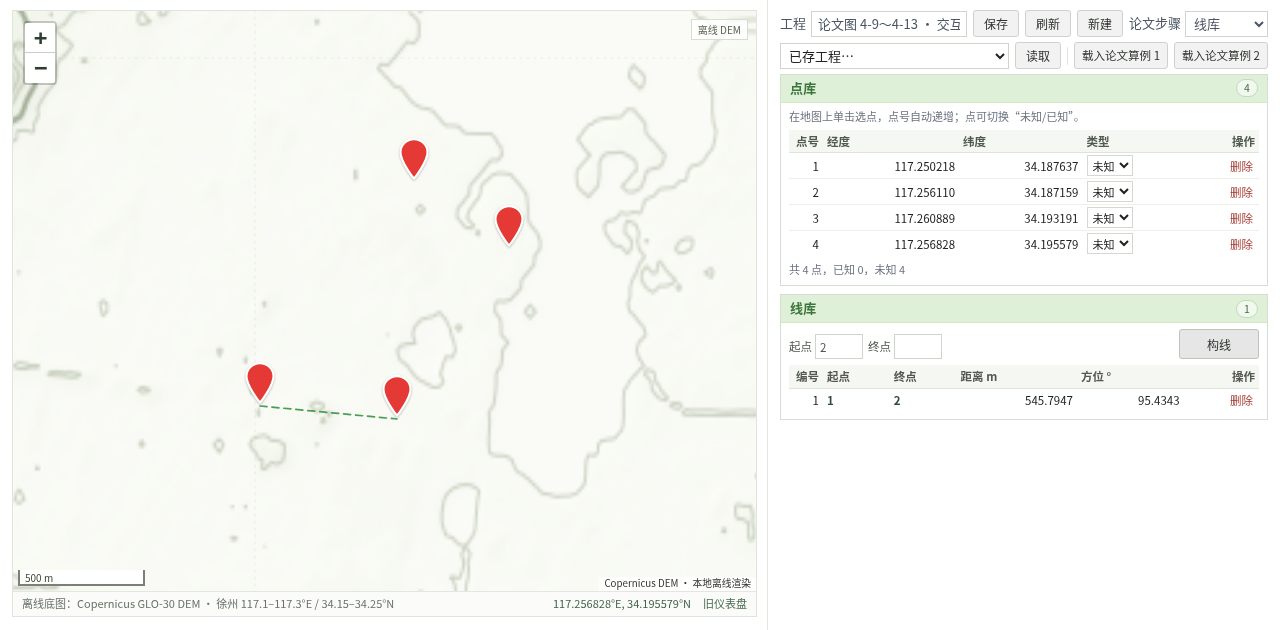 +
−
离线 DEM
500 m
Copernicus DEM · 本地离线渲染
离线底图：Copernicus GLO-30 DEM · 徐州 117.1–117.3°E / 34.15–34.25°N
117.256828°E, 34.195579°N 旧仪表盘
工程 论文图 4-9～4-13 · 交互 保存 刷新 新建 论文步骤 线库
已存工程… 读取 载入论文算例 1 载入论文算例 2
点库 4
在地图上单击选点，点号自动递增；点可切换“未知/已知”。
点号 经度 纬度 类型 操作
1 117.250218 34.187637 未知 删除
2 117.256110 34.187159 未知 删除
3 117.260889 34.193191 未知 删除
4 117.256828 34.195579 未知 删除
共 4 点，已知 0，未知 4
线库 1
起点 2 终点 构线
编号 起点 终点 距离 m 方位 ° 操作
1 1 2 545.7947 95.4343 删除